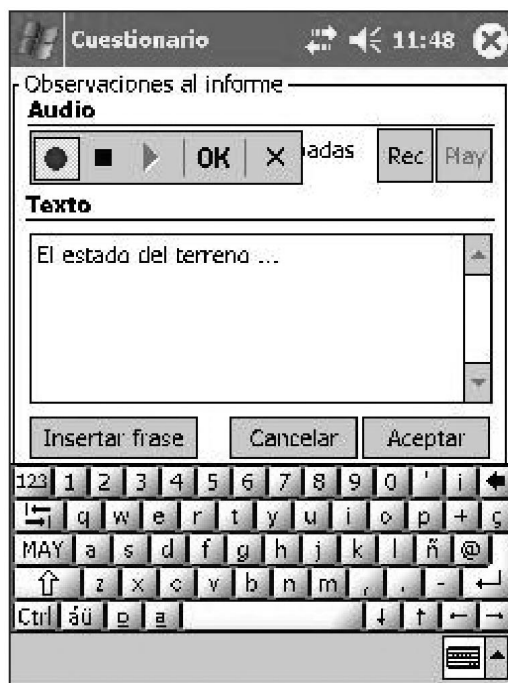 Cuestionario 11:48
Observaciones al informe
Audio
OK adas Rec Play
Texto
El estado del terreno ...
Insertar frase Cancelar Aceptar
123 1 2 3 4 5 6 7 8 9 0 ' ¡
q w e r t y u i o p + ç
MAY a s d f g h j k l ñ @
z x c v b n m , . -
Ctrl áü º ª